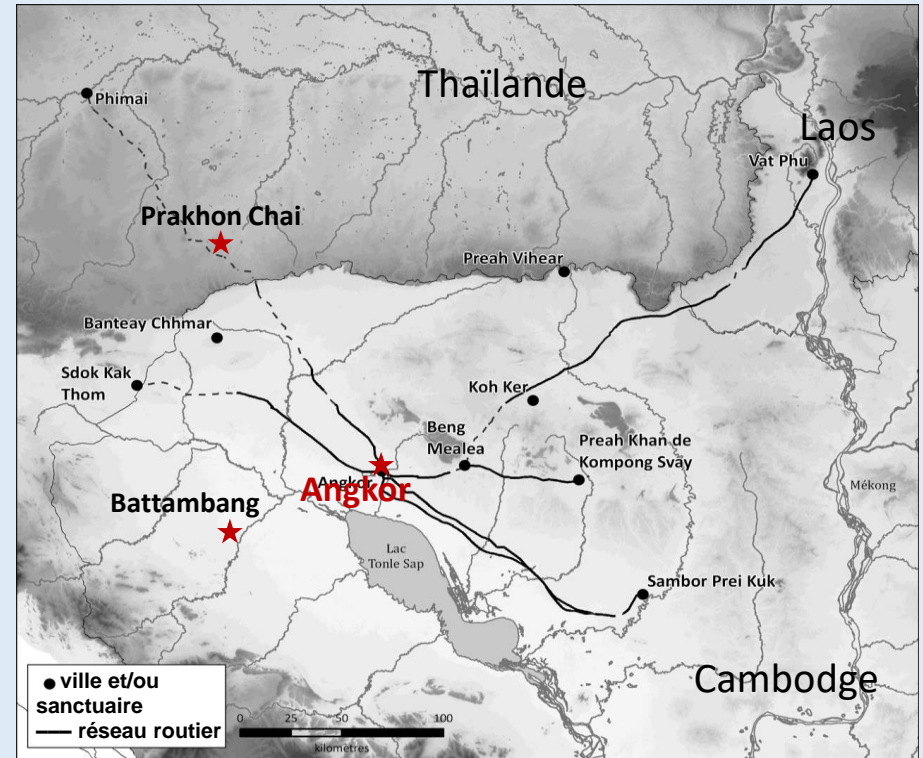 Thaïlande
Phimai
Laos
Vat Phu
Prakhon Chai
Preah Vihear
Banteay Chhmar
Sdok Kak
Thom
Koh Ker
Beng
Mealea
Preah Khan de
Kompong Svay
Angkor
Angkor
Mékong
Battambang
Lac
Tonle Sap
Sambor Prei Kuk
Cambodge
ville et/ou
sanctuaire
réseau routier
0 25 50 100
kilomètres